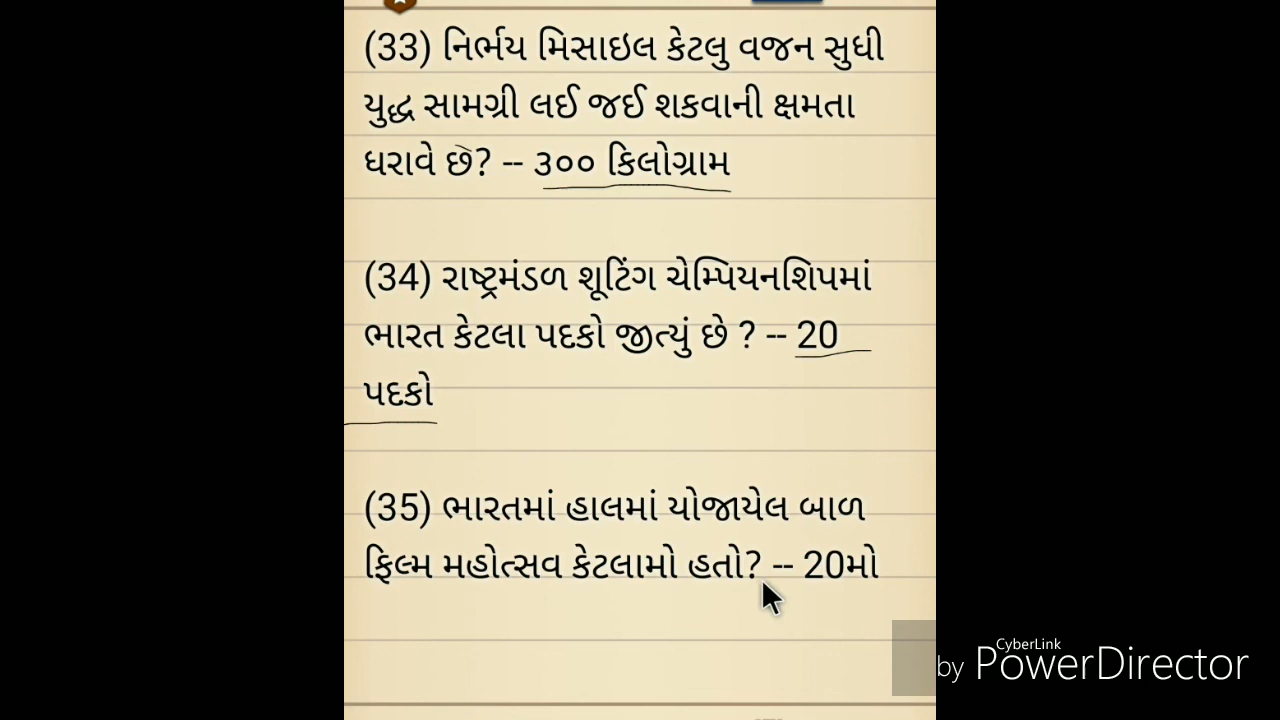 (33) નિર્ભય મિસાઇલ કેટલુ વજન સુધી
યુદ્ધ સામગ્રી લઈ જઈ શકવાની ક્ષમતા
ધરાવે છે? -- ૩૦૦ કિલોગ્રામ
(34) રાષ્ટ્રમંડળ શૂટિંગ ચેમ્પિયનશિપમાં
ભારત કેટલા પદકો જીત્યું છે ? -- 20
પદકો
(35) ભારતમાં હાલમાં યોજાયેલ બાળ
ફિલ્મ મહોત્સવ કેટલામો હતો? -- 20મો
CyberLink
by PowerDirector